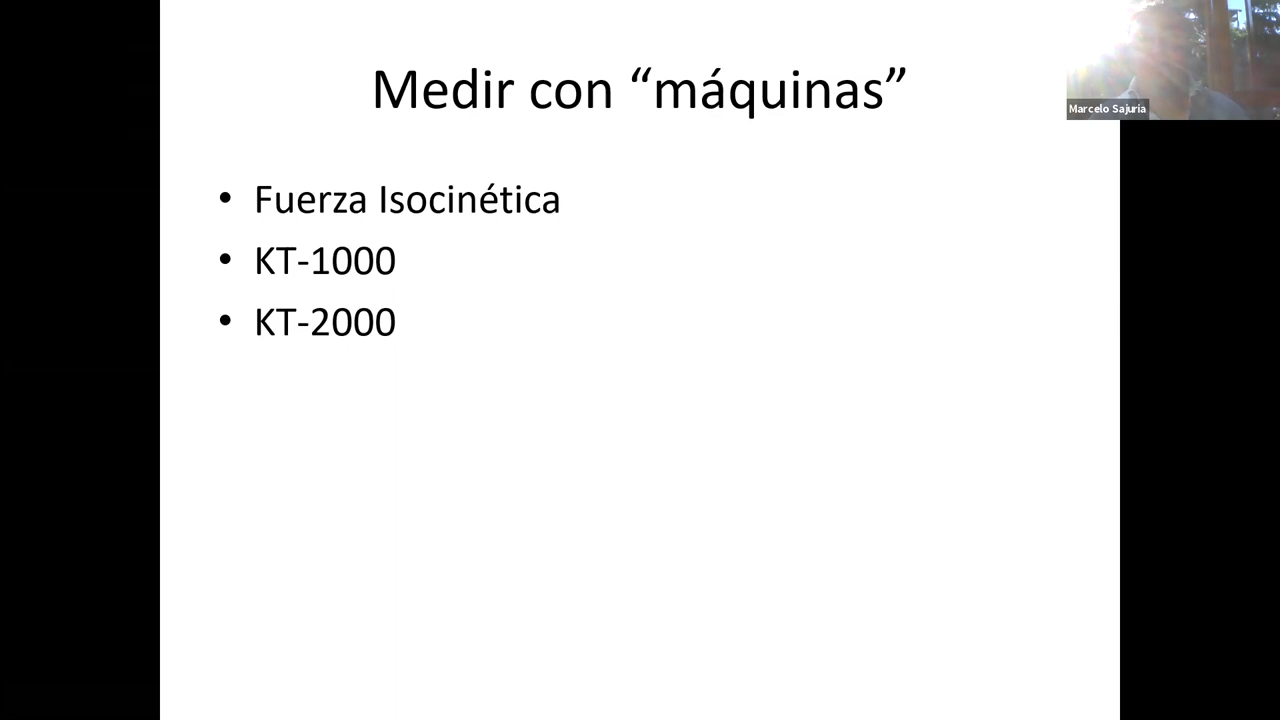 Medir con “máquinas”
Marcelo Sajuria
• Fuerza Isocinética
• KT-1000
• KT-2000